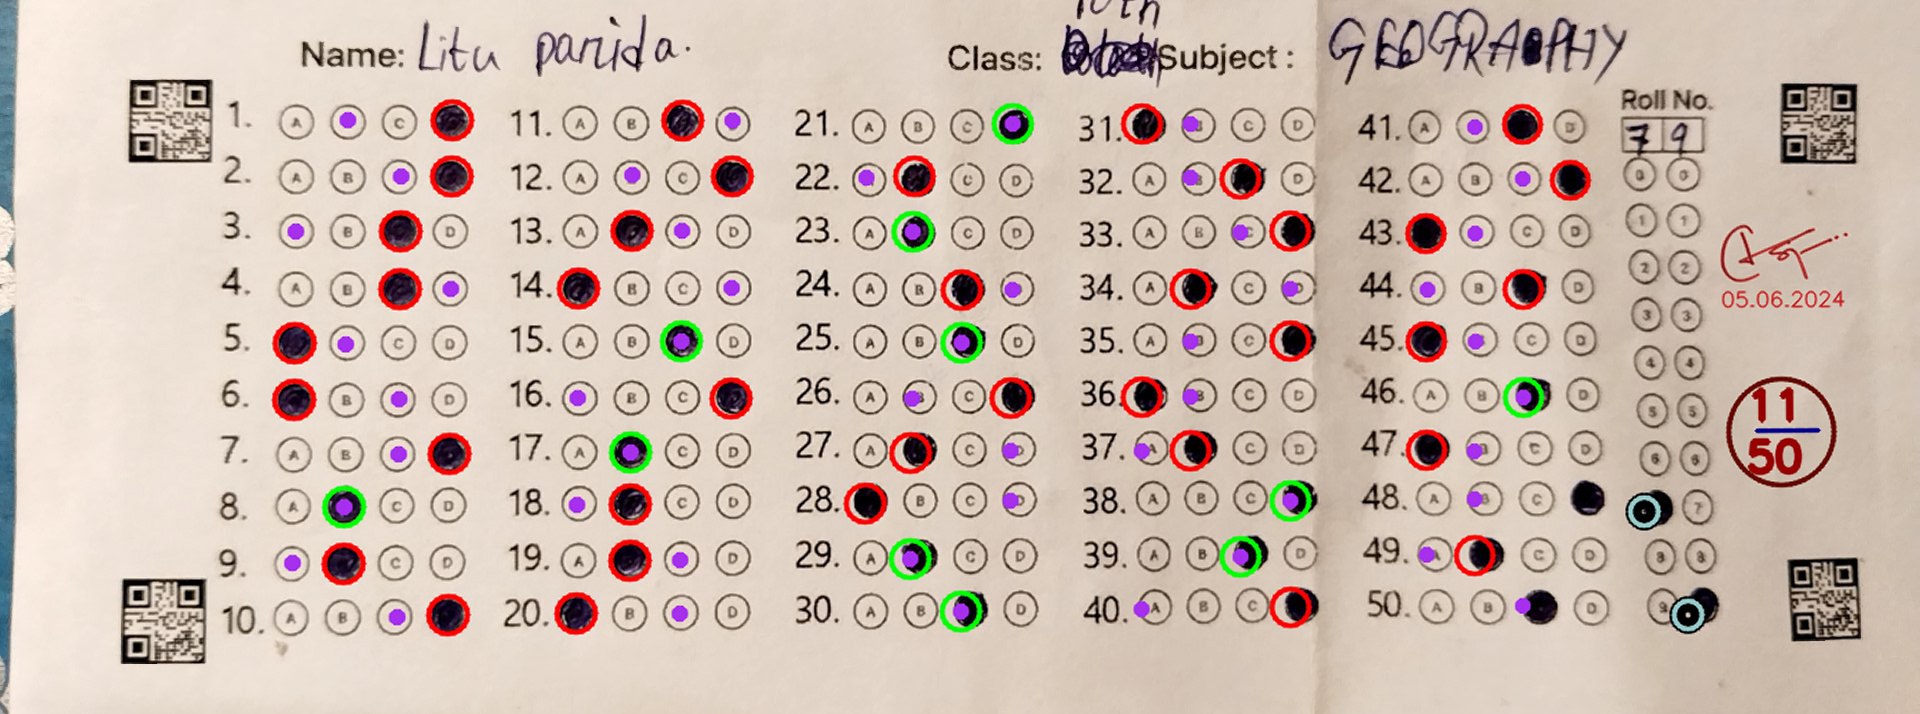 10th
Name: Litu parida. Class: Subject : GEOGRAPHY
Roll No.
7 9
1. A C 11. A B 21. A B C 31. C D 41. A D
2. A B 12. A C 22. C D 32. A D 42. A B 0 0
3. B D 13. A D 23. A C D 33. A B 43. C D 1 1
4. A B 14. B C 24. A B 34. A C 44. B D 2 2
05.06.2024
5. C D 15. A B D 25. A B D 35. A C 45. C D 3 3
6. B D 16. B C 26. A C 36. C D 46. A B D 4 4
11
50
7. A B 17. A C D 27. A C D 37. A C D 47. C D 5 5
6 6
8. A C D 18. C D 28. B C D 38. A B C 48. A B C 7
9. C D 19. A D 29. A C D 39. A B D 49. A C D 8 8
10. A B 20. B D 30. A B D 40. A B C 50. A B D 9